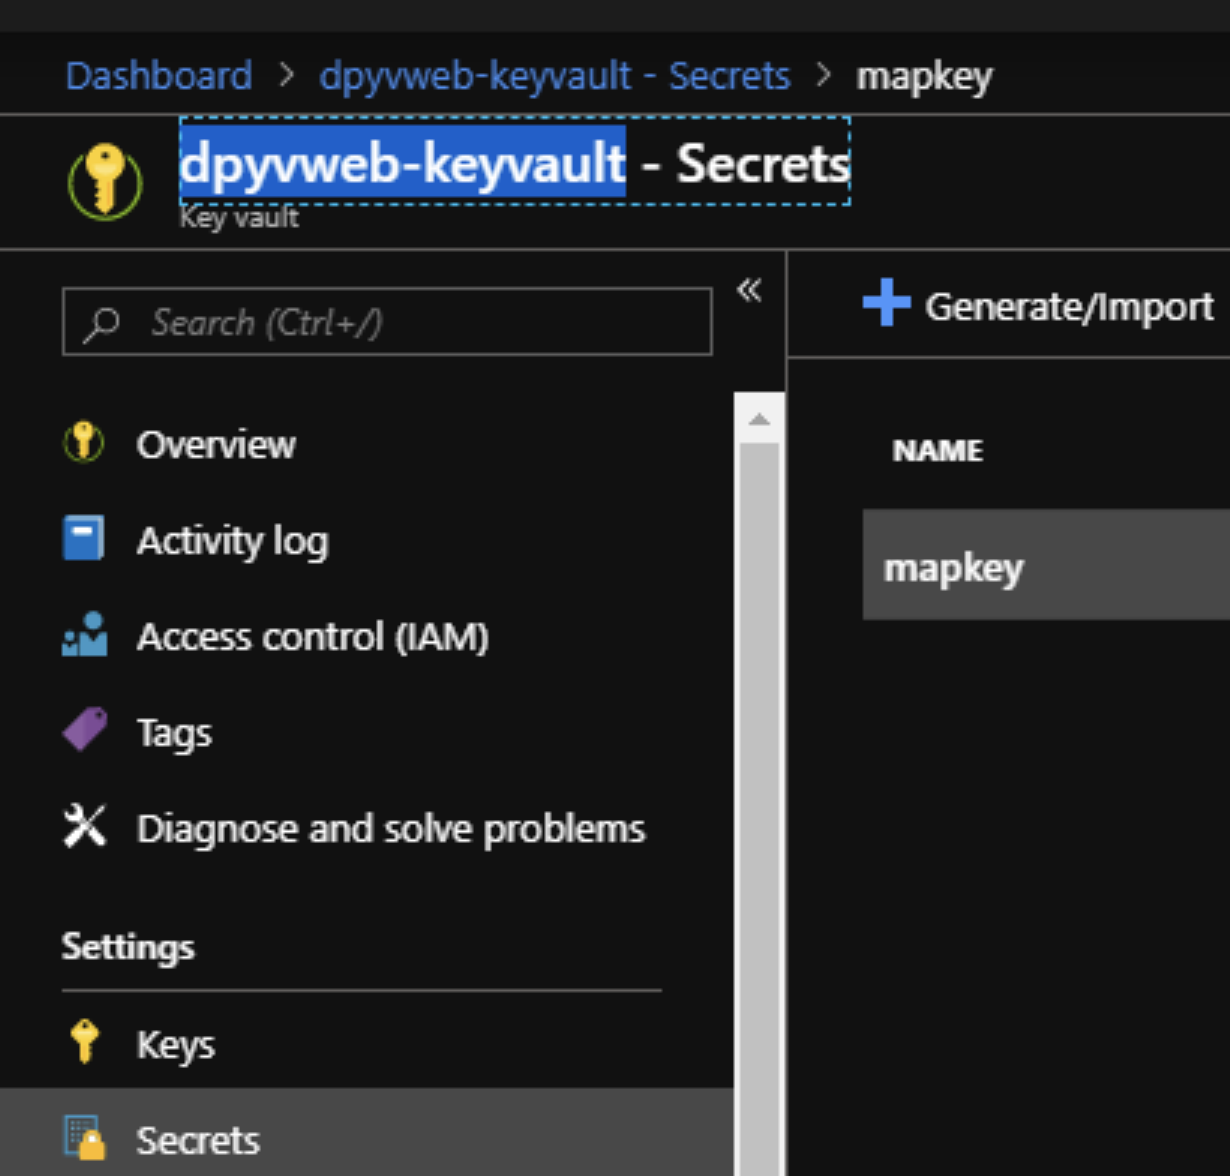 Dashboard > dpyvweb-keyvault - Secrets > mapkey
dpyvweb-keyvault - Secrets
Key vault
Search (Ctrl+/)
«
Generate/Import
Overview
Activity log
Access control (IAM)
Tags
Diagnose and solve problems
Settings
Keys
Secrets
NAME
mapkey